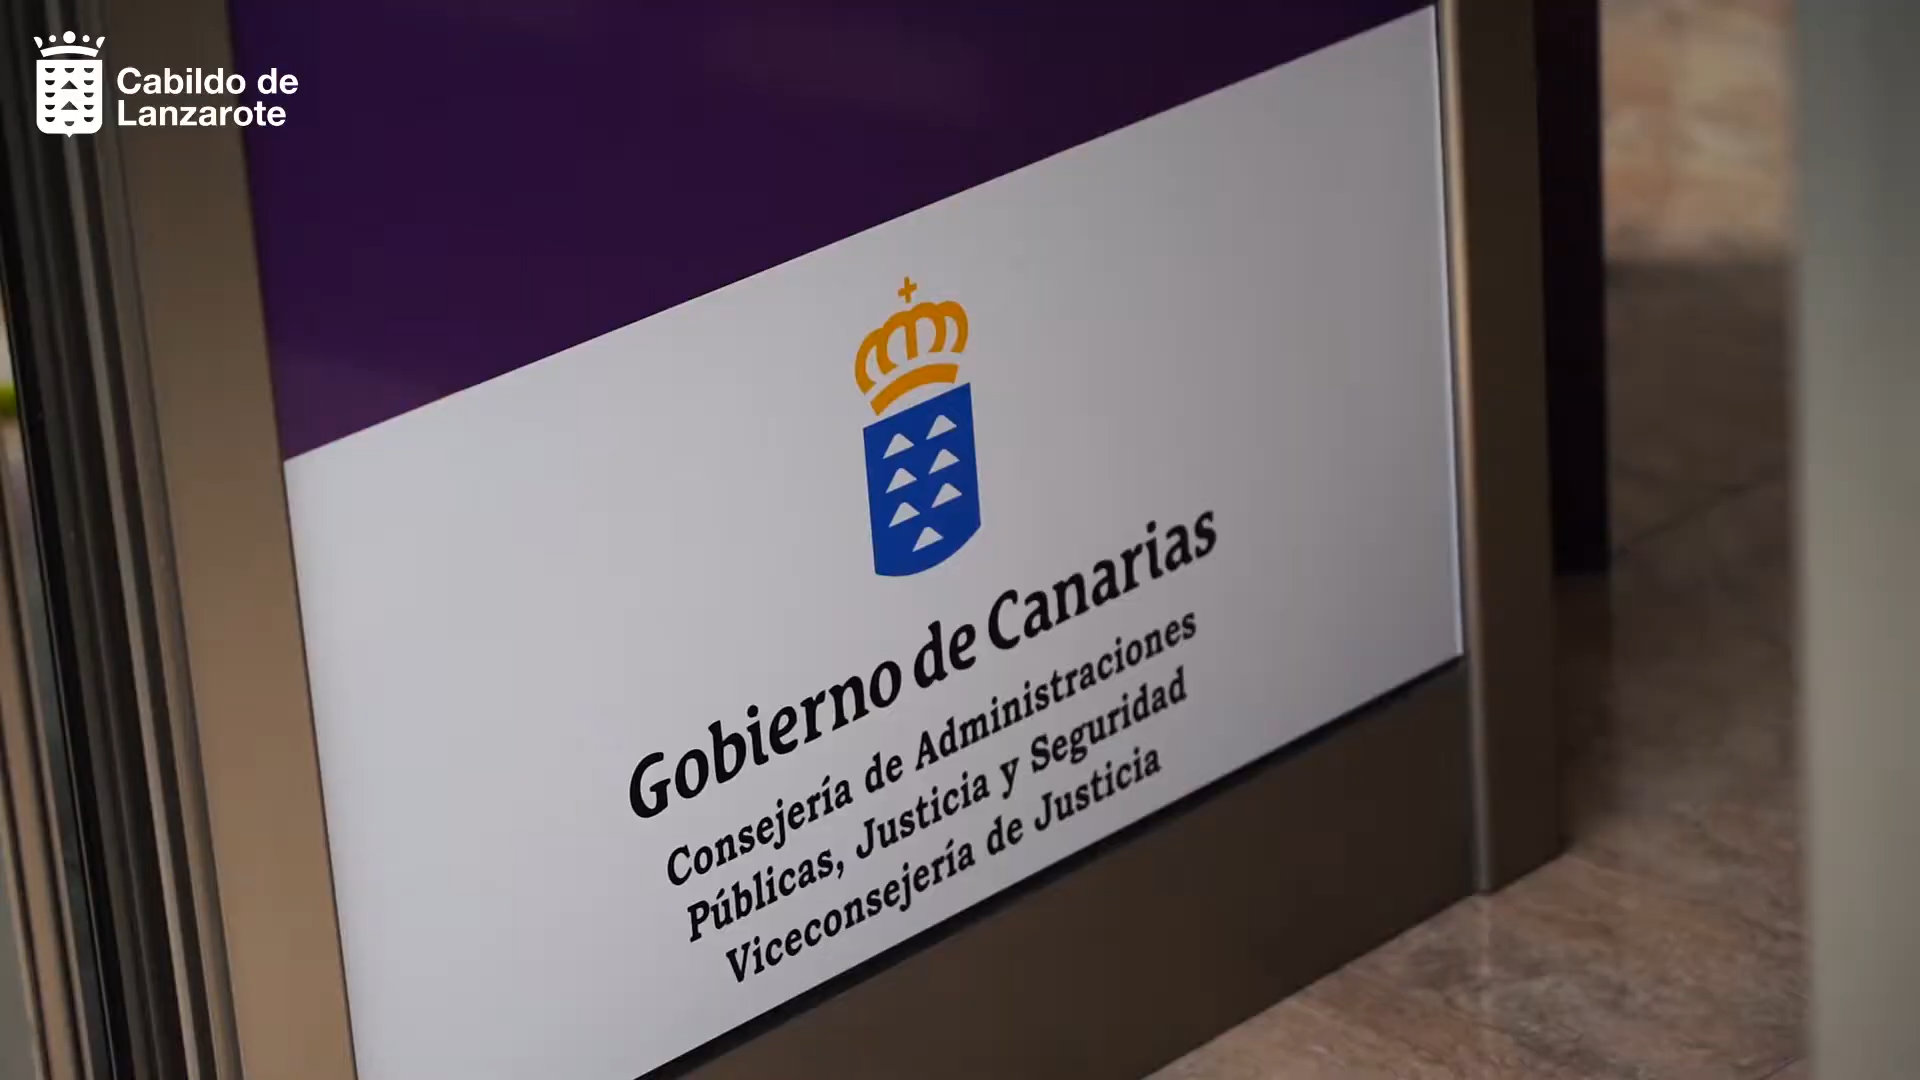 Cabildo de
Lanzarote
Gobierno de Canarias
Consejería de Administraciones
Públicas, Justicia y Seguridad
Viceconsejería de Justicia